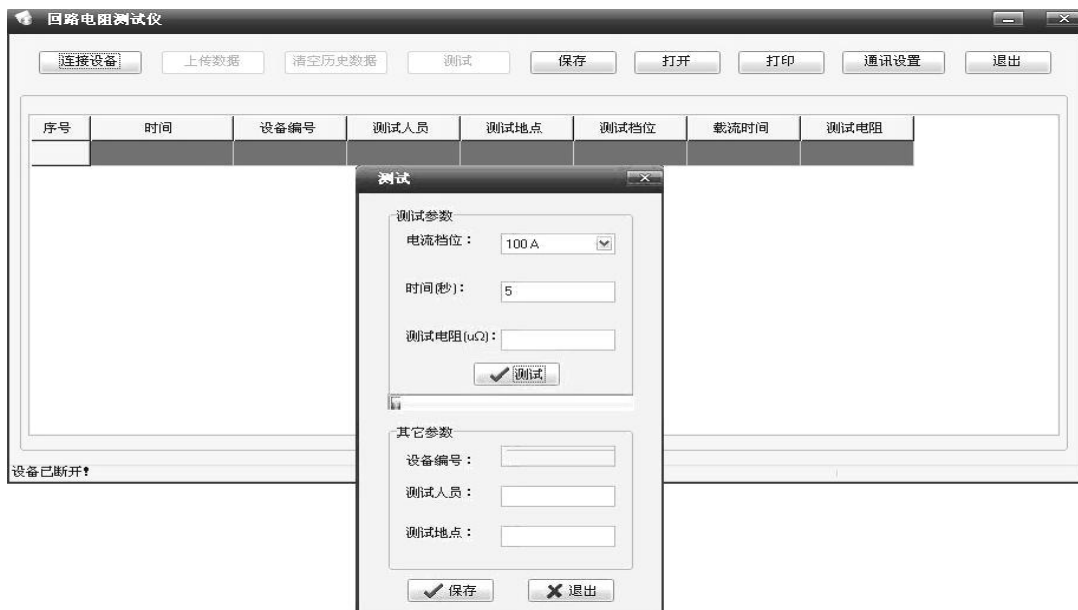 回路电阻测试仪
连接设备 上传数据 清空历史数据 测试 保存 打开 打印 通讯设置 退出
序号 时间 设备编号 测试人员 测试地点 测试档位 载流时间 测试电阻
测试
测试参数
电流档位： 100 A
时间(秒)： 5
测试电阻(uΩ)：
测试
其它参数
设备编号：
设备已断开!
测试人员：
测试地点：
保存 退出